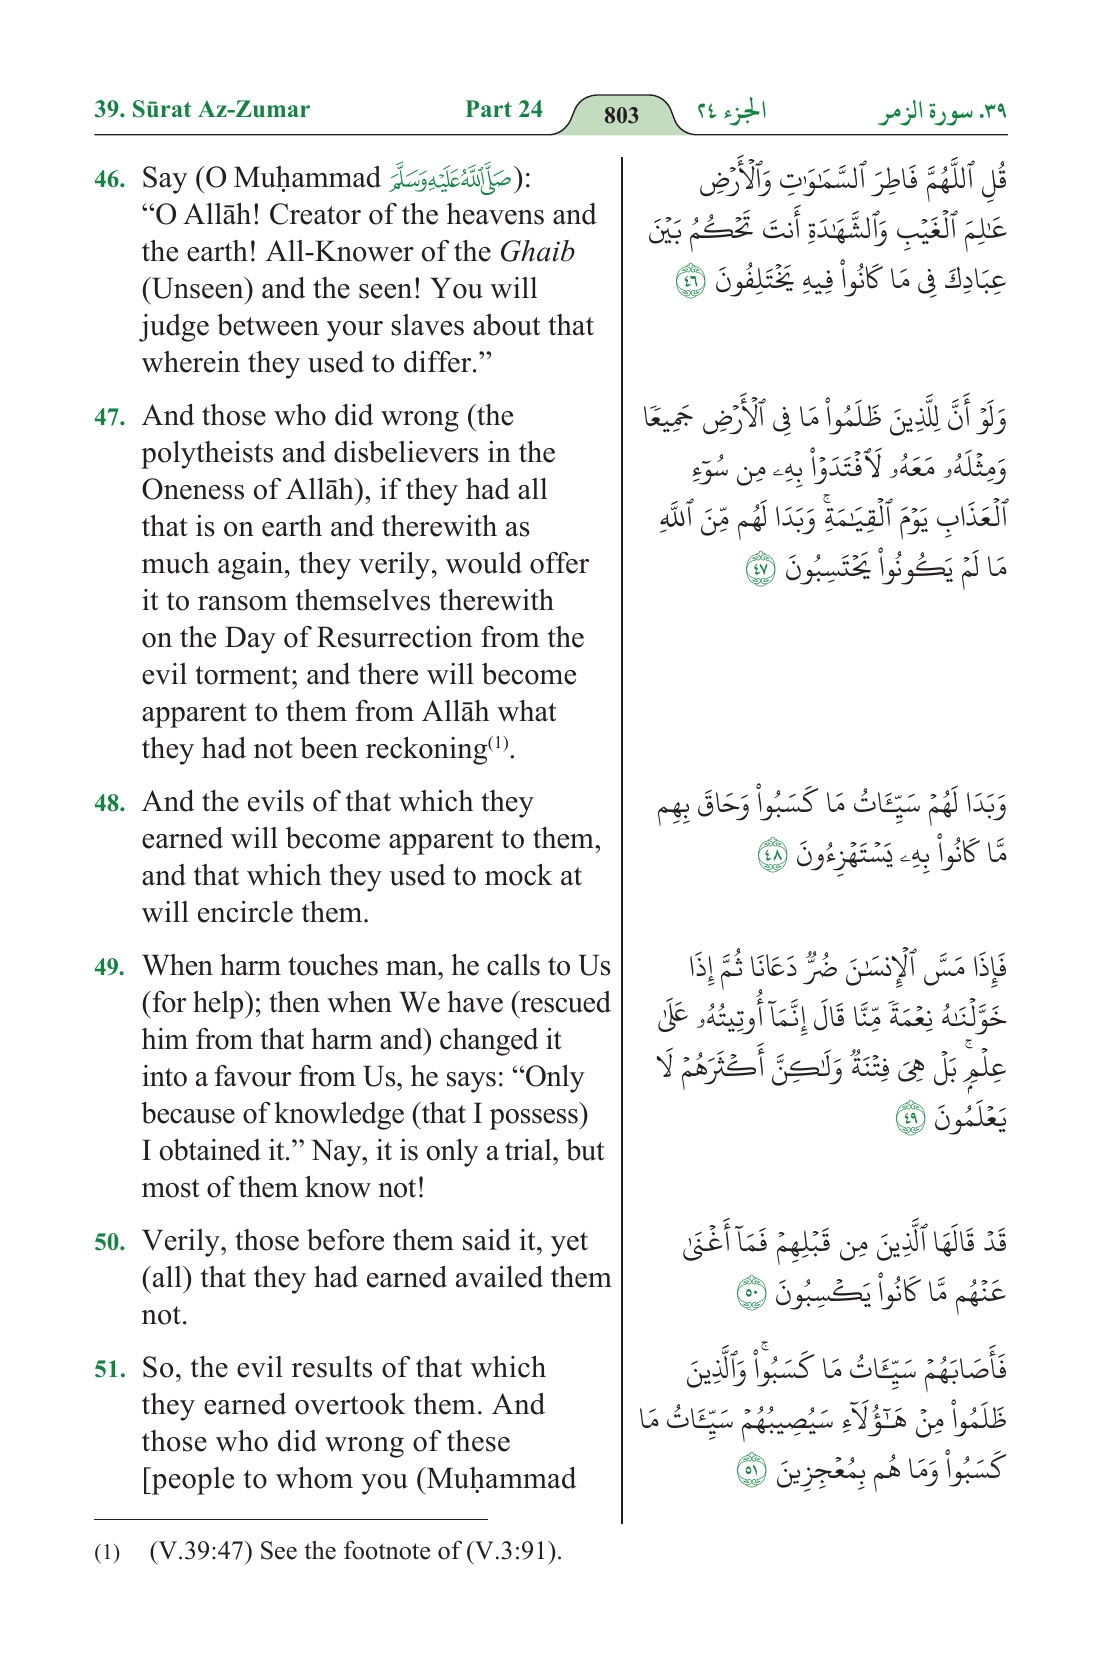 39. Sūrat Az-Zumar Part 24 803 الجزء ٢٤ ٣٩. سورة الزمر
46. Say (O Muḥammad صَلَّى ٱللَّهُ عَلَيْهِ وَسَلَّمَ):
“O Allāh! Creator of the heavens and
the earth! All-Knower of the Ghaib
(Unseen) and the seen! You will
judge between your slaves about that
wherein they used to differ.”
47. And those who did wrong (the
polytheists and disbelievers in the
Oneness of Allāh), if they had all
that is on earth and therewith as
much again, they verily, would offer
it to ransom themselves therewith
on the Day of Resurrection from the
evil torment; and there will become
apparent to them from Allāh what
they had not been reckoning(1).
48. And the evils of that which they
earned will become apparent to them,
and that which they used to mock at
will encircle them.
49. When harm touches man, he calls to Us
(for help); then when We have (rescued
him from that harm and) changed it
into a favour from Us, he says: “Only
because of knowledge (that I possess)
I obtained it.” Nay, it is only a trial, but
most of them know not!
50. Verily, those before them said it, yet
(all) that they had earned availed them
not.
51. So, the evil results of that which
they earned overtook them. And
those who did wrong of these
[people to whom you (Muḥammad
قُلِ ٱللَّهُمَّ فَاطِرَ ٱلسَّمَـٰوَٰتِ وَٱلْأَرْضِ
عَـٰلِمَ ٱلْغَيْبِ وَٱلشَّهَـٰدَةِ أَنتَ تَحْكُمُ بَيْنَ
عِبَادِكَ فِى مَا كَانُوا۟ فِيهِ يَخْتَلِفُونَ ٤٦
وَلَوْ أَنَّ لِلَّذِينَ ظَلَمُوا۟ مَا فِى ٱلْأَرْضِ جَمِيعًا
وَمِثْلَهُۥ مَعَهُۥ لَٱفْتَدَوْا۟ بِهِۦ مِن سُوٓءِ
ٱلْعَذَابِ يَوْمَ ٱلْقِيَـٰمَةِ ۚ وَبَدَا لَهُم مِّنَ ٱللَّهِ
مَا لَمْ يَكُونُوا۟ يَحْتَسِبُونَ ٤٧
وَبَدَا لَهُمْ سَيِّـَٔاتُ مَا كَسَبُوا۟ وَحَاقَ بِهِم
مَّا كَانُوا۟ بِهِۦ يَسْتَهْزِءُونَ ٤٨
فَإِذَا مَسَّ ٱلْإِنسَـٰنَ ضُرٌّ دَعَانَا ثُمَّ إِذَا
خَوَّلْنَـٰهُ نِعْمَةً مِّنَّا قَالَ إِنَّمَآ أُوتِيتُهُۥ عَلَىٰ
عِلْمٍۭ ۚ بَلْ هِىَ فِتْنَةٌ وَلَـٰكِنَّ أَكْثَرَهُمْ لَا
يَعْلَمُونَ ٤٩
قَدْ قَالَهَا ٱلَّذِينَ مِن قَبْلِهِمْ فَمَآ أَغْنَىٰ
عَنْهُم مَّا كَانُوا۟ يَكْسِبُونَ ٥٠
فَأَصَابَهُمْ سَيِّـَٔاتُ مَا كَسَبُوا۟ ۚ وَٱلَّذِينَ
ظَلَمُوا۟ مِنْ هَـٰٓؤُلَآءِ سَيُصِيبُهُمْ سَيِّـَٔاتُ مَا
كَسَبُوا۟ وَمَا هُم بِمُعْجِزِينَ ٥١
(1) (V.39:47) See the footnote of (V.3:91).